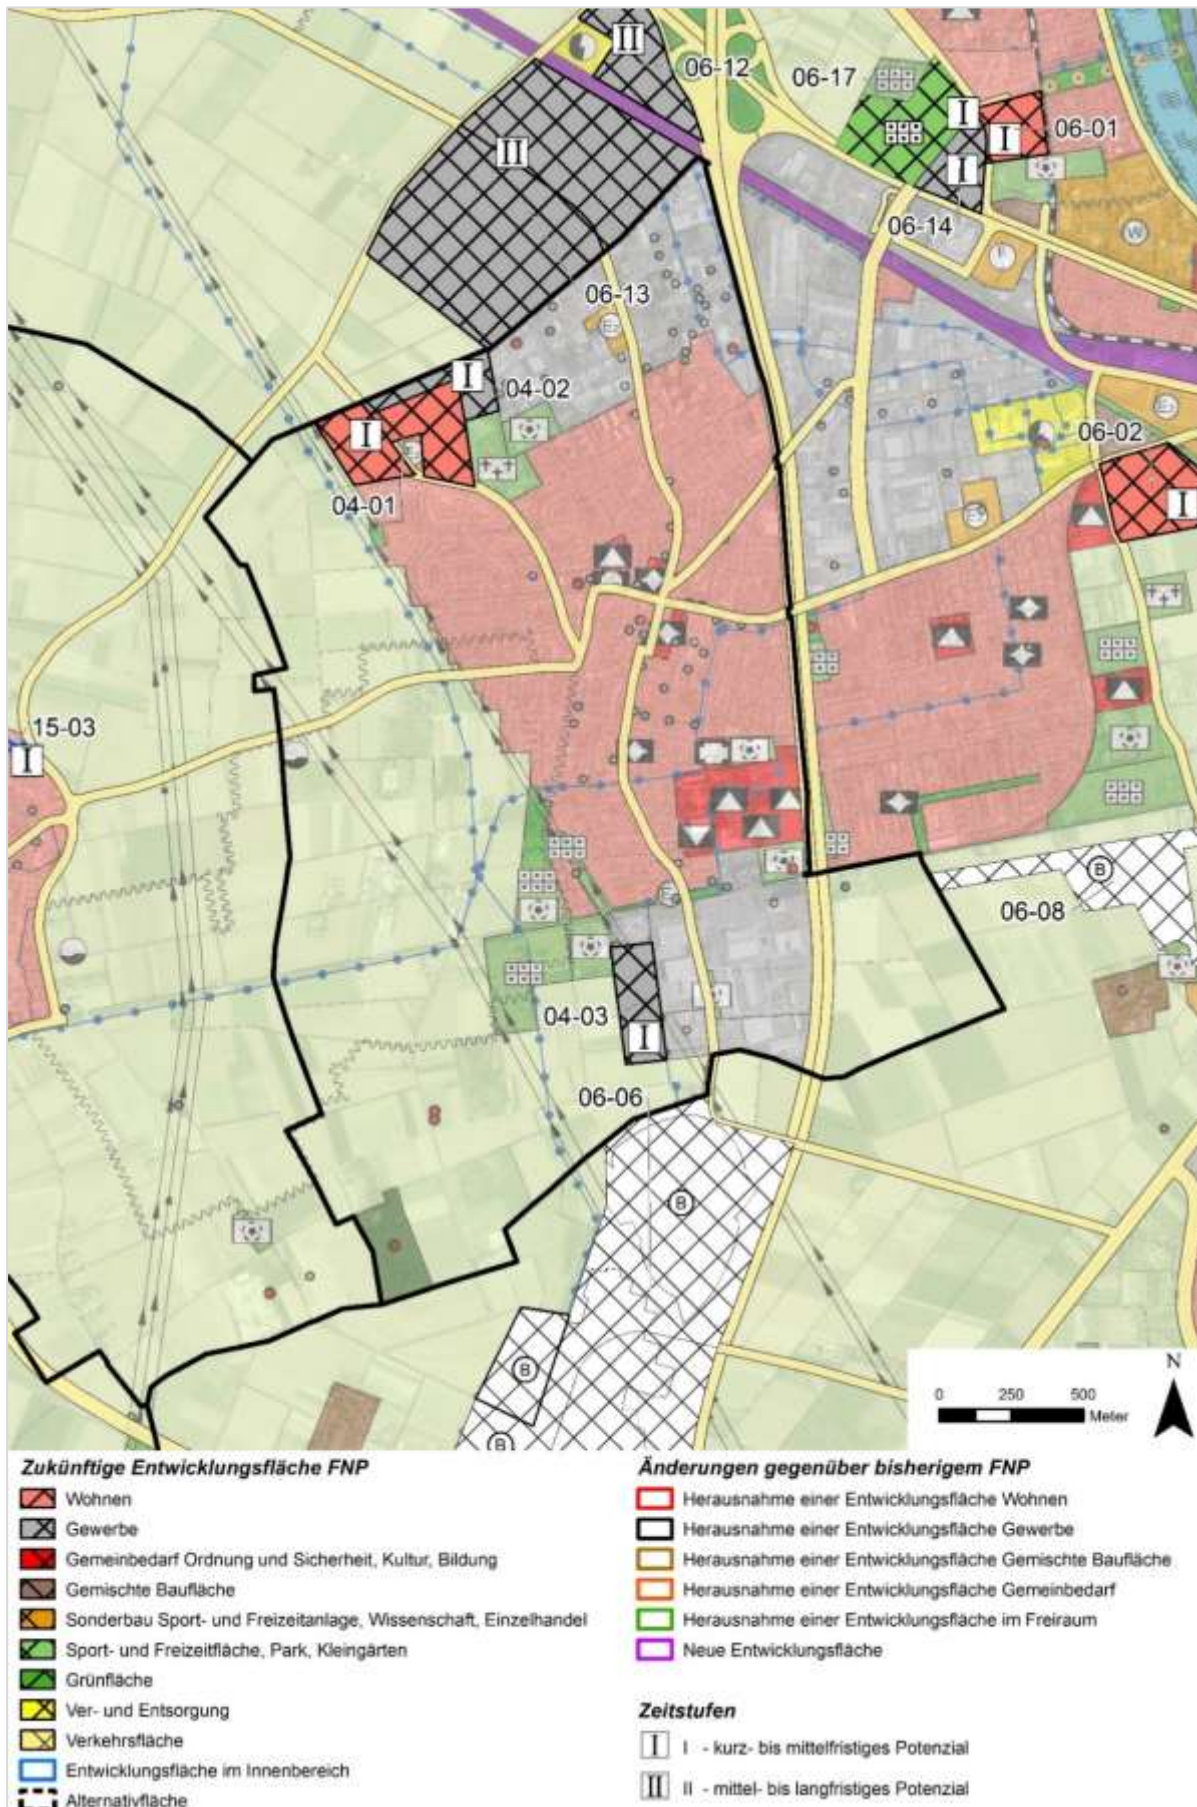 II
06-12
06-17
I
I
06-01
II
I
06-14
W
06-13
I
04-02
06-02
I
04-01
I
15-03
I
B
06-08
04-03
I
06-06
B
N
0 250 500
Meter
B
B
Zukünftige Entwicklungsfläche FNP
Wohnen
Gewerbe
Gemeinbedarf Ordnung und Sicherheit, Kultur, Bildung
Gemischte Baufläche
Sonderbau Sport- und Freizeitanlage, Wissenschaft, Einzelhandel
Sport- und Freizeitfläche, Park, Kleingärten
Grünfläche
Ver- und Entsorgung
Verkehrsfläche
Entwicklungsfläche im Innenbereich
Alternativfläche
Änderungen gegenüber bisherigem FNP
Herausnahme einer Entwicklungsfläche Wohnen
Herausnahme einer Entwicklungsfläche Gewerbe
Herausnahme einer Entwicklungsfläche Gemischte Baufläche
Herausnahme einer Entwicklungsfläche Gemeinbedarf
Herausnahme einer Entwicklungsfläche im Freiraum
Neue Entwicklungsfläche
Zeitstufen
I I - kurz- bis mittelfristiges Potenzial
II II - mittel- bis langfristiges Potenzial